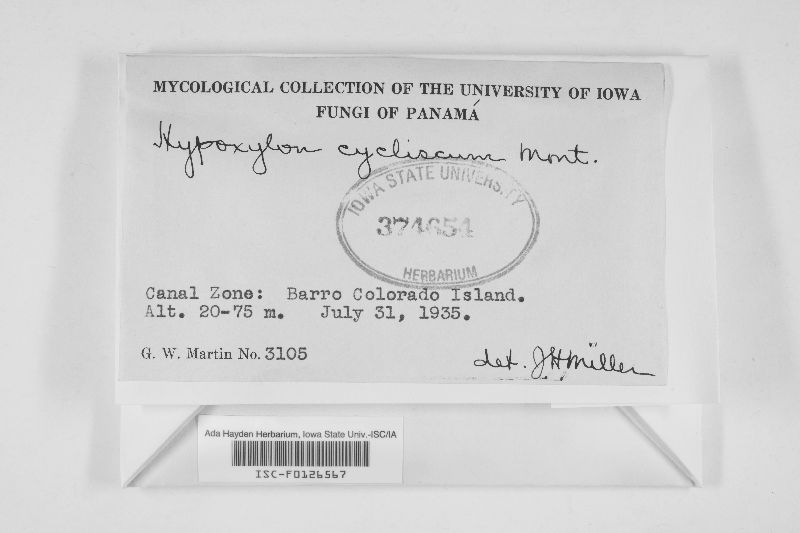 MYCOLOGICAL COLLECTION OF THE UNIVERSITY OF IOWA
FUNGI OF PANAMÁ
Hypoxylon cycliscum Mont.
IOWA STATE UNIVERSITY
374654
HERBARIUM
Canal Zone: Barro Colorado Island.
Alt. 20-75 m. July 31, 1935.
G. W. Martin No. 3105
det. JHMiller
Ada Hayden Herbarium, Iowa State Univ.-ISC/IA
ISC-F0126567